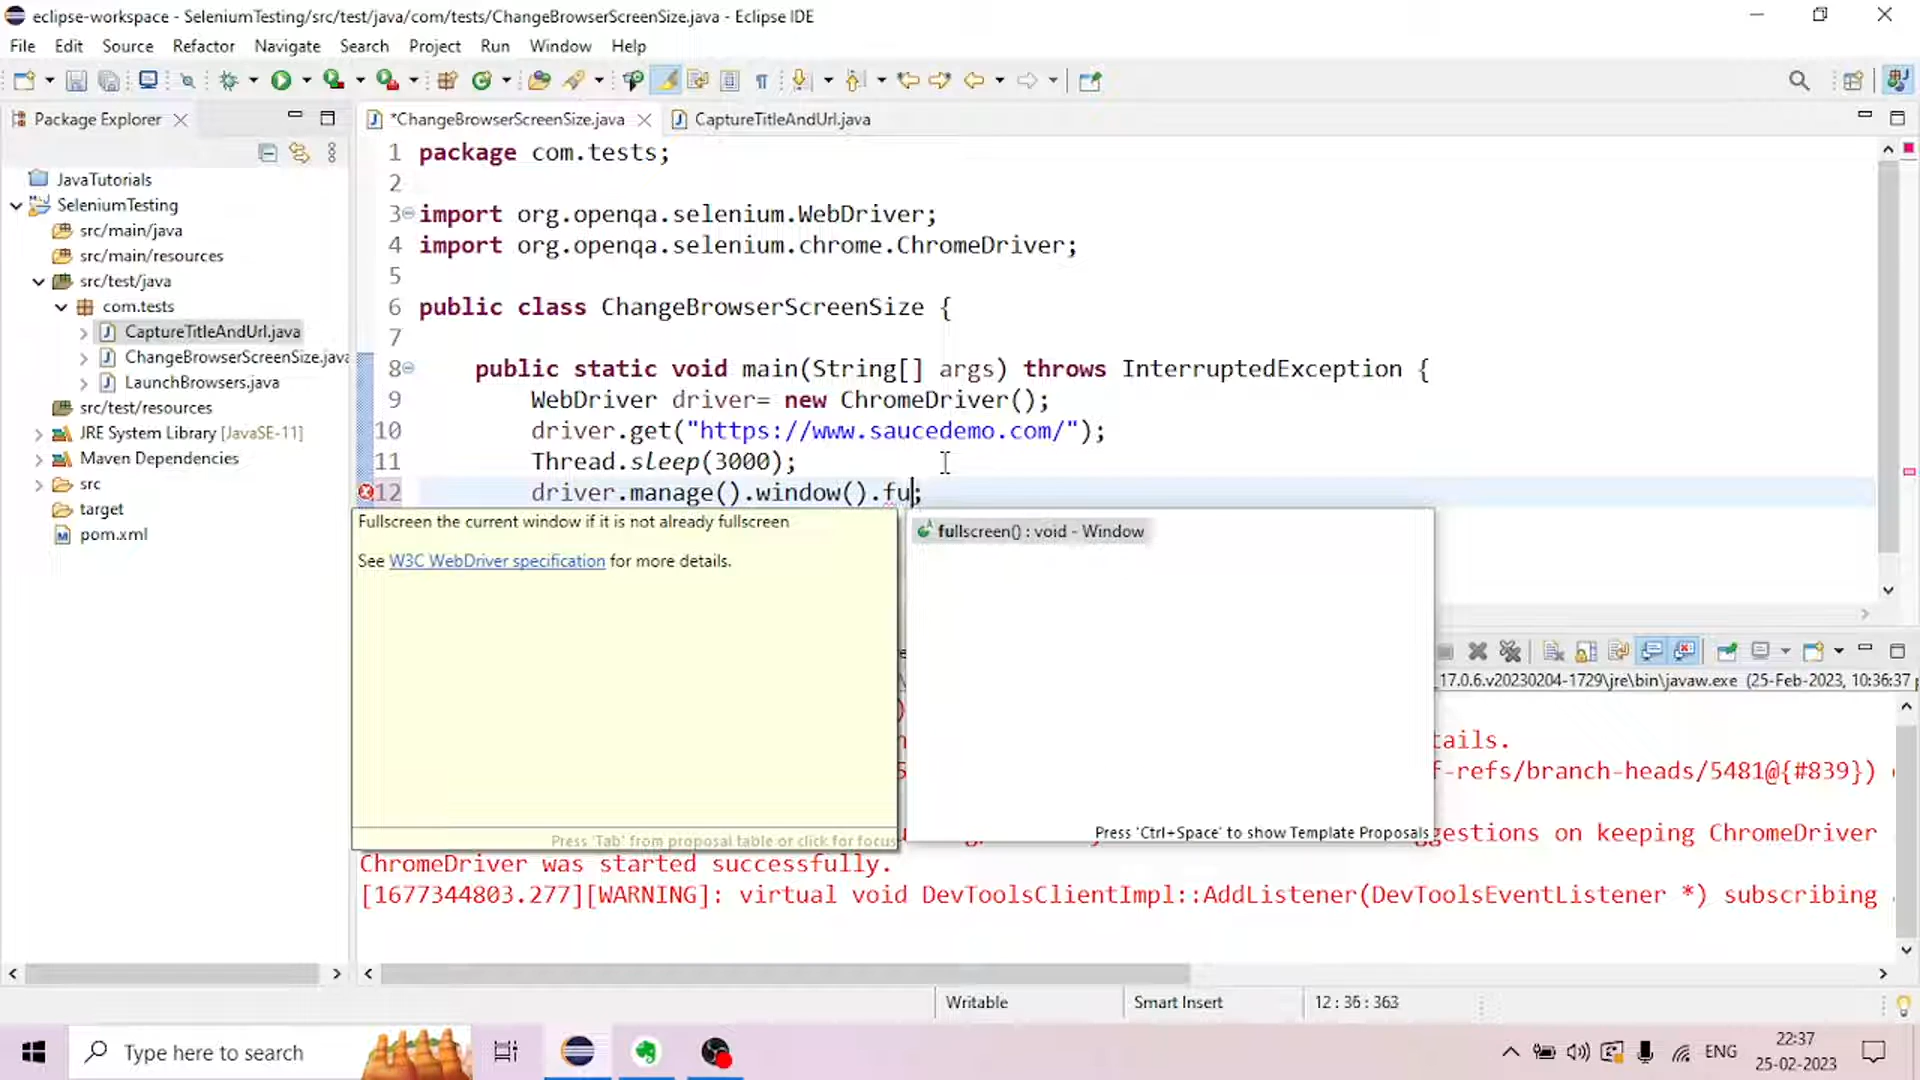 eclipse-workspace - SeleniumTesting/src/test/java/com/tests/ChangeBrowserScreenSize.java - Eclipse IDE
File Edit Source Refactor Navigate Search Project Run Window Help
Package Explorer
*ChangeBrowserScreenSize.java
CaptureTitleAndUrl.java
JavaTutorials
SeleniumTesting
src/main/java
src/main/resources
src/test/java
com.tests
CaptureTitleAndUrl.java
ChangeBrowserScreenSize.java
LaunchBrowsers.java
src/test/resources
JRE System Library [JavaSE-11]
Maven Dependencies
src
target
pom.xml
1 package com.tests;
2
3 import org.openqa.selenium.WebDriver;
4 import org.openqa.selenium.chrome.ChromeDriver;
5
6 public class ChangeBrowserScreenSize {
7
8 public static void main(String[] args) throws InterruptedException {
9 WebDriver driver= new ChromeDriver();
10 driver.get("https://www.saucedemo.com/");
11 Thread.sleep(3000);
12 driver.manage().window().fu;
Fullscreen the current window if it is not already fullscreen
See W3C WebDriver specification for more details.
Press 'Tab' from proposal table or click for focus
fullscreen() : void - Window
Press 'Ctrl+Space' to show Template Proposals
17.0.6.v20230204-1729\jre\bin\javaw.exe (25-Feb-2023, 10:36:37
tails.
f-refs/branch-heads/5481@{#839})
ggestions on keeping ChromeDriver
ChromeDriver was started successfully.
[1677344803.277][WARNING]: virtual void DevToolsClientImpl::AddListener(DevToolsEventListener *) subscribing
Writable
Smart Insert
12 : 36 : 363
Type here to search
ENG
22:37
25-02-2023